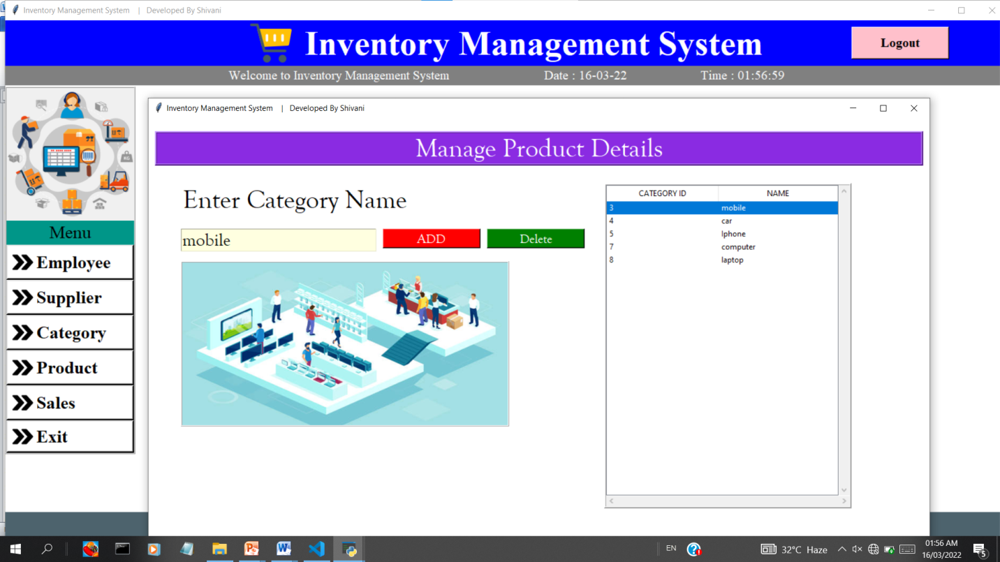 Inventory Management System | Developed By Shivani
Inventory Management System
Logout
Welcome to Inventory Management System Date : 16-03-22 Time : 01:56:59
Inventory Management System | Developed By Shivani
Manage Product Details
Menu
Employee
Supplier
Category
Product
Sales
Exit
Enter Category Name
mobile
ADD
Delete
CATEGORY ID NAME
3 mobile
4 car
5 Iphone
7 computer
8 laptop
EN
32°C Haze
01:56 AM
16/03/2022
5